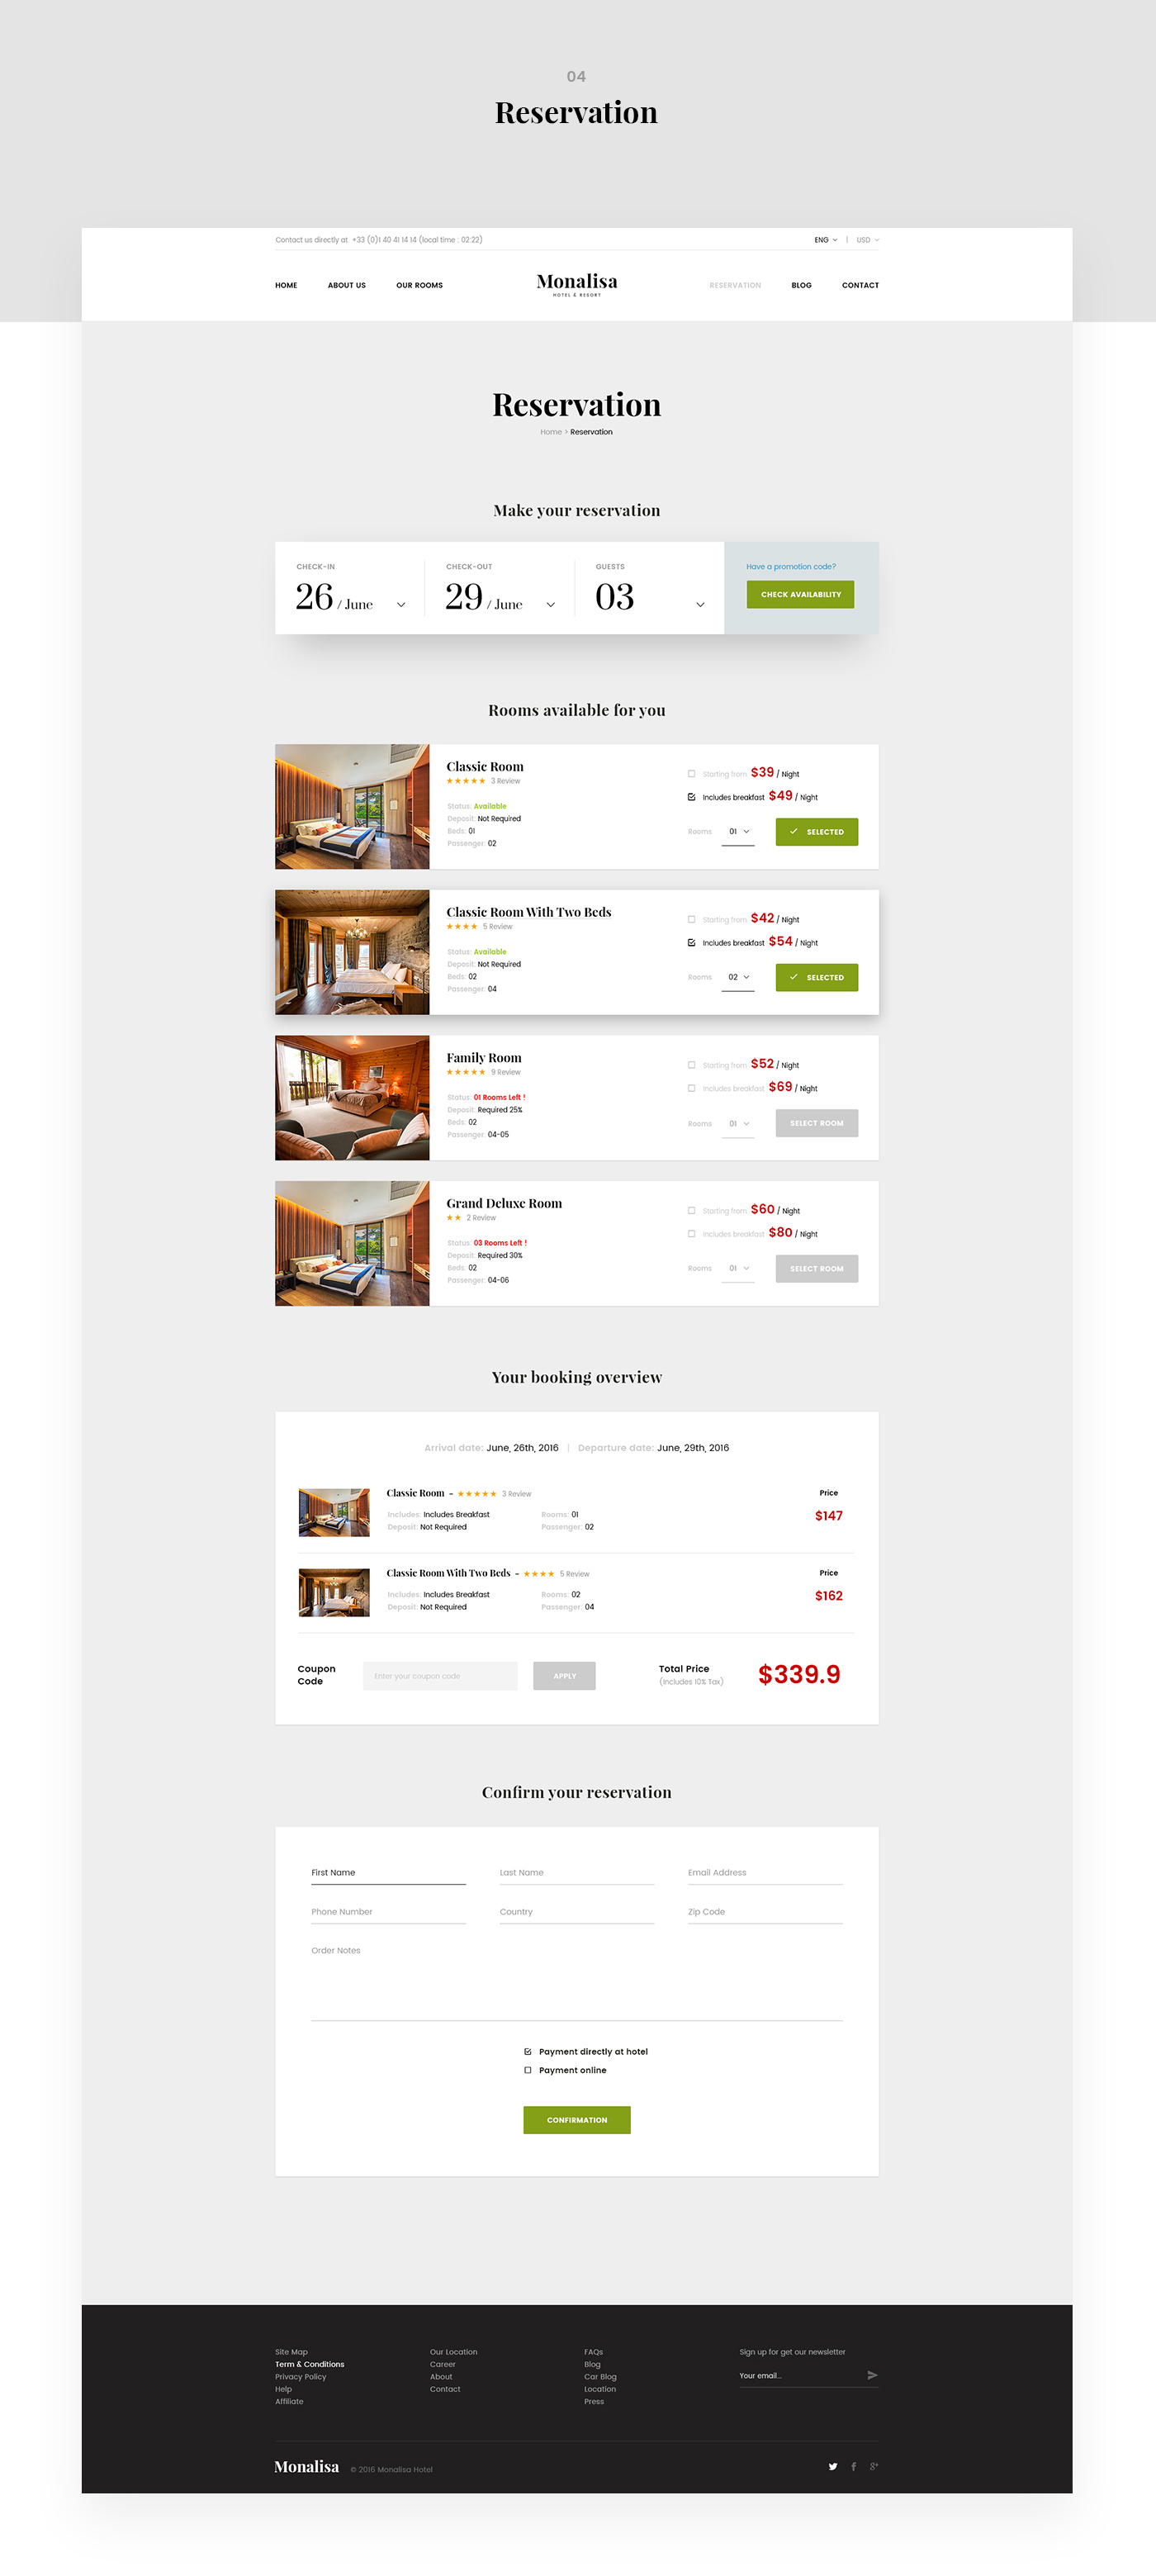 04
Reservation
Contact us directly at +33 (0)1 40 41 14 14 (local time : 02:22)
ENG | USD
HOME ABOUT US OUR ROOMS
Monalisa
HOTEL & RESORT
RESERVATION BLOG CONTACT
Reservation
Home > Reservation
Make your reservation
CHECK-IN
26 / June
CHECK-OUT
29 / June
GUESTS
03
Have a promotion code?
CHECK AVAILABILITY
Rooms available for you
Classic Room
3 Review
Status: Available
Deposit: Not Required
Beds: 01
Passenger: 02
Starting from $39 / Night
Includes breakfast $49 / Night
Rooms 01
SELECTED
Classic Room With Two Beds
5 Review
Status: Available
Deposit: Not Required
Beds: 02
Passenger: 04
Starting from $42 / Night
Includes breakfast $54 / Night
Rooms 02
SELECTED
Family Room
9 Review
Status: 01 Rooms Left !
Deposit: Required 25%
Beds: 02
Passenger: 04-05
Starting from $52 / Night
Includes breakfast $69 / Night
Rooms 01
SELECT ROOM
Grand Deluxe Room
2 Review
Status: 03 Rooms Left !
Deposit: Required 30%
Beds: 02
Passenger: 04-06
Starting from $60 / Night
Includes breakfast $80 / Night
Rooms 01
SELECT ROOM
Your booking overview
Arrival date: June, 26th, 2016 | Departure date: June, 29th, 2016
Classic Room - 3 Review
Includes: Includes Breakfast
Deposit: Not Required
Rooms: 01
Passenger: 02
Price
$147
Classic Room With Two Beds - 5 Review
Includes: Includes Breakfast
Deposit: Not Required
Rooms: 02
Passenger: 04
Price
$162
Coupon
Code
Enter your coupon code
APPLY
Total Price
(Includes 10% Tax)
$339.9
Confirm your reservation
First Name
Last Name
Email Address
Phone Number
Country
Zip Code
Order Notes
Payment directly at hotel
Payment online
CONFIRMATION
Site Map
Term & Conditions
Privacy Policy
Help
Affiliate
Our Location
Career
About
Contact
FAQs
Blog
Car Blog
Location
Press
Sign up for get our newsletter
Your email...
Monalisa
© 2016 Monalisa Hotel